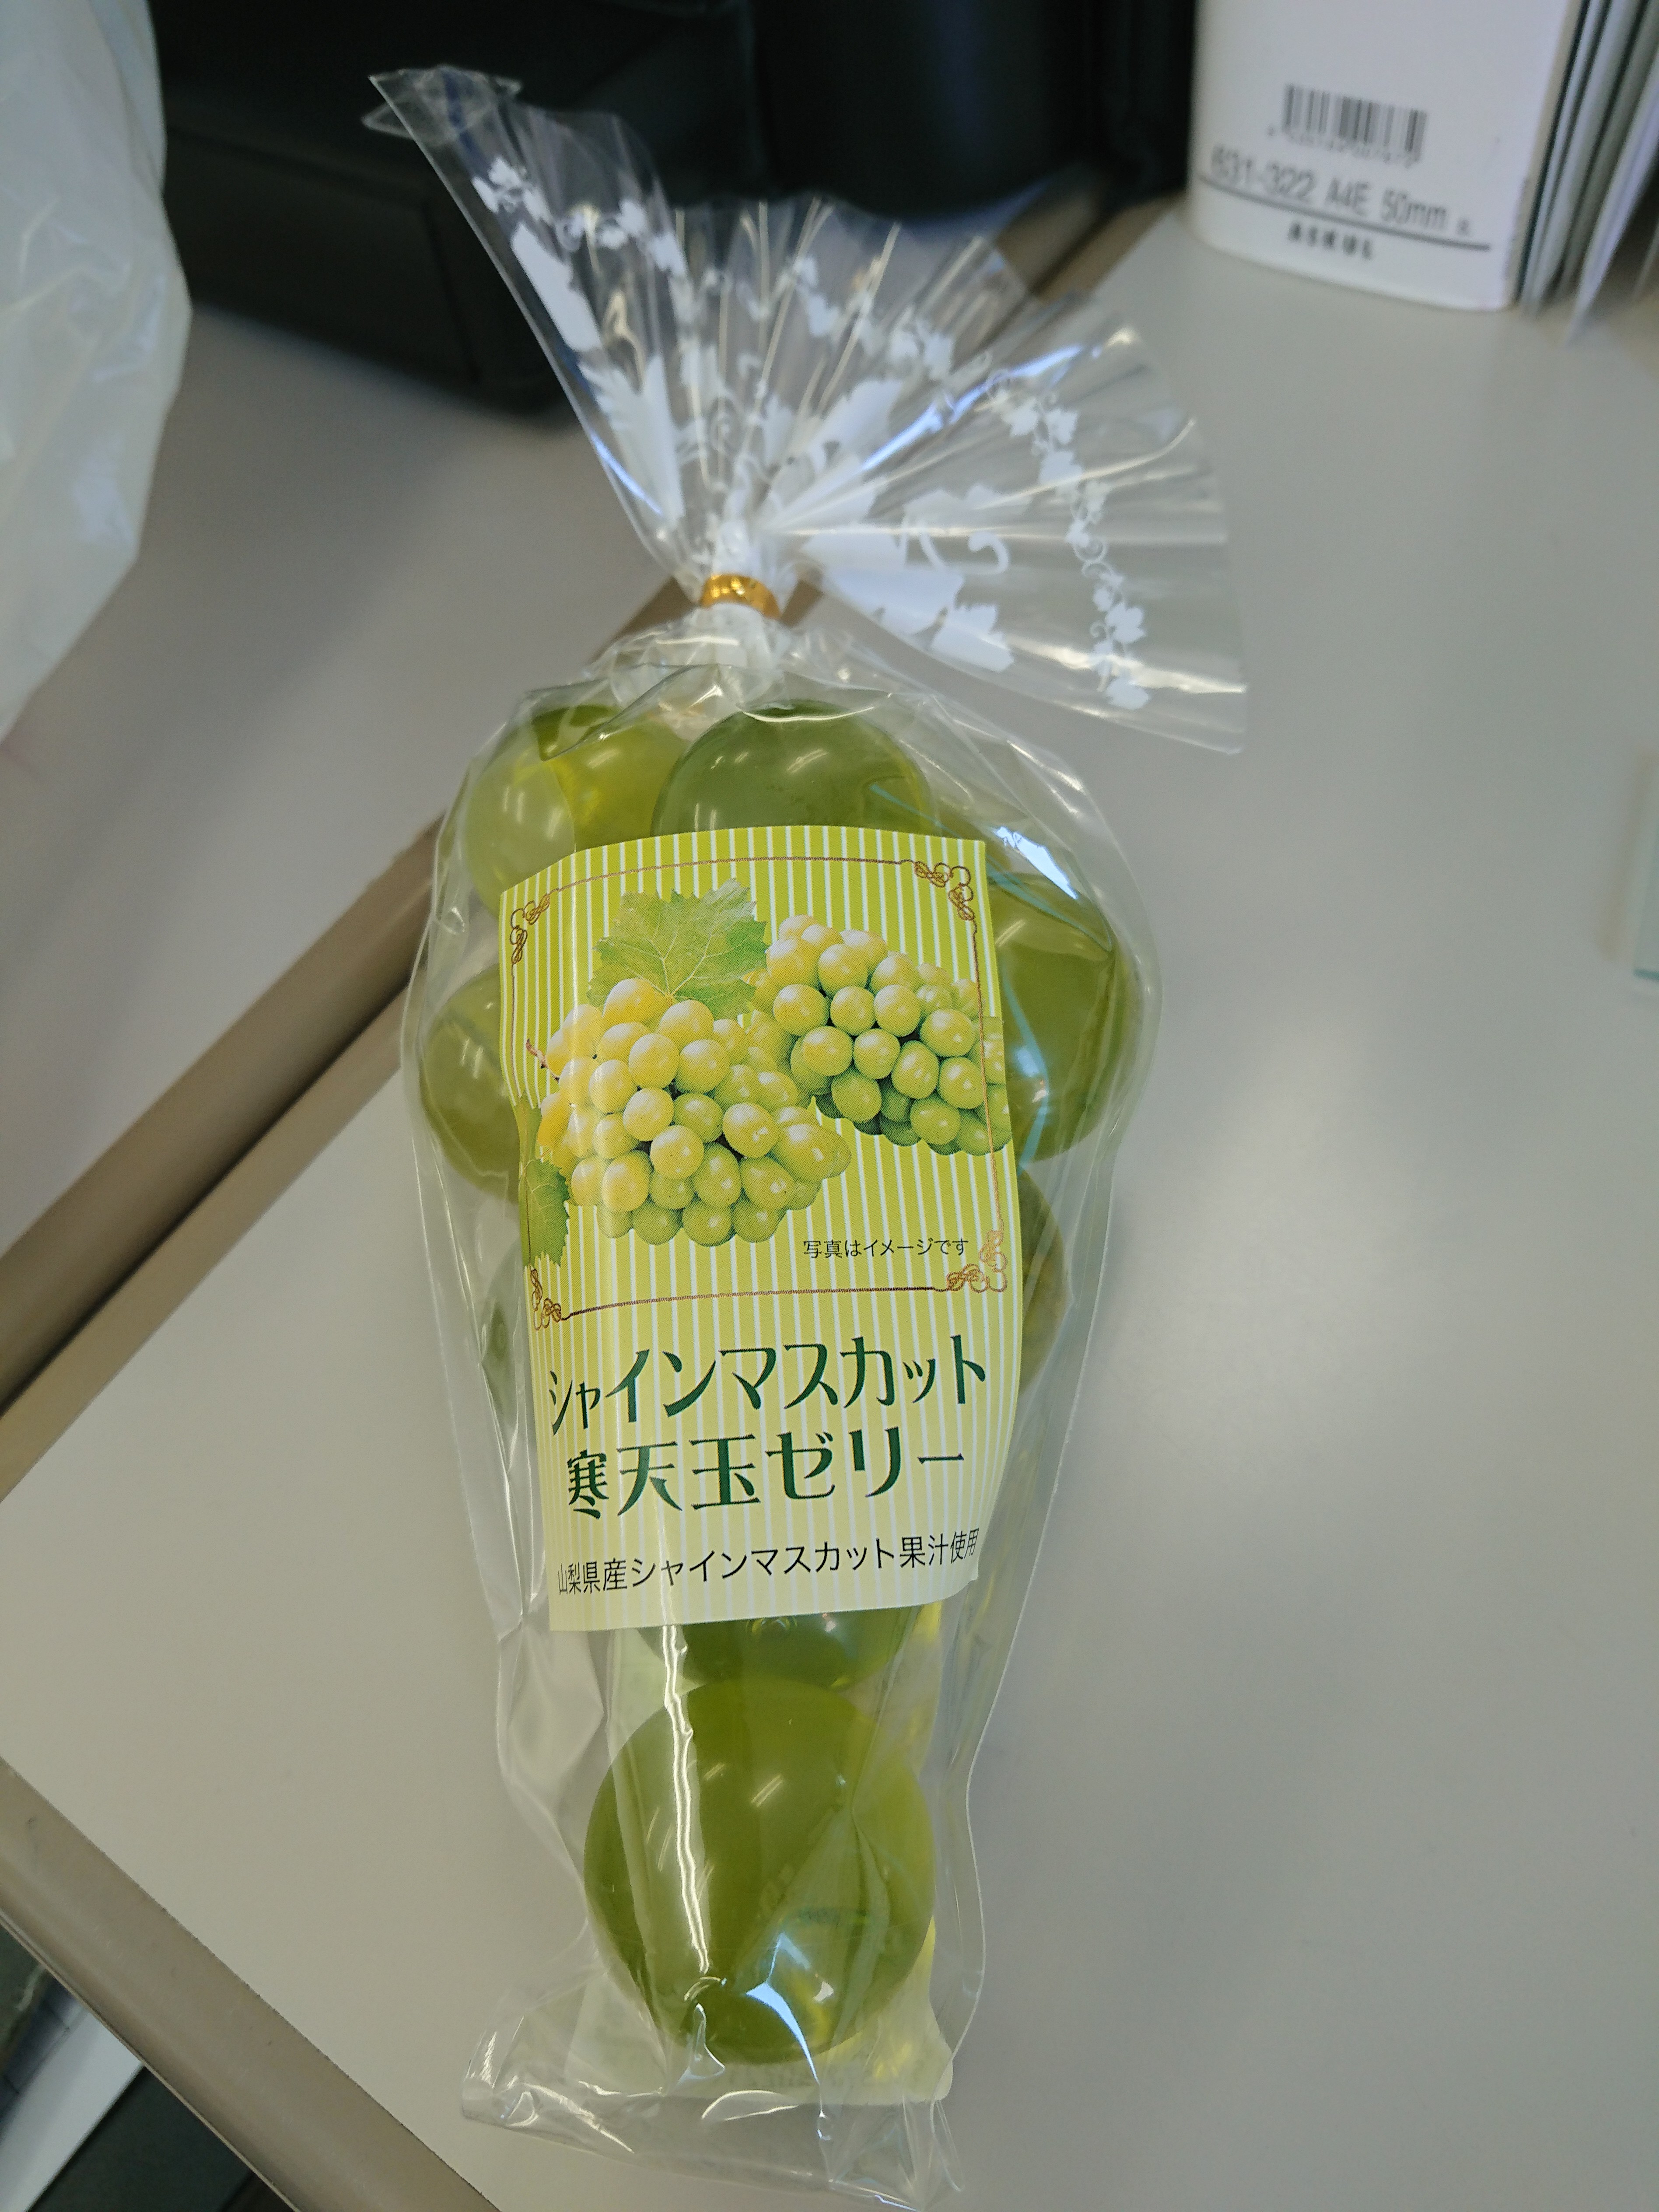 631-322 A4E 50mm
ASKUL
写真はイメージです
シャインマスカット
寒天玉ゼリー
山梨県産シャインマスカット果汁使用